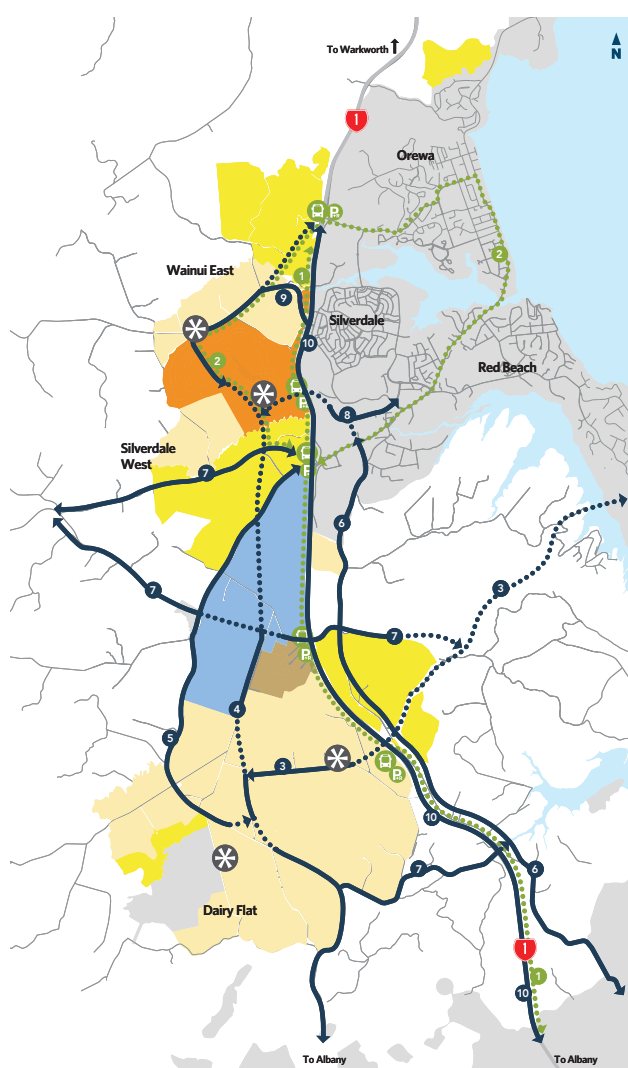 To Warkworth
N
1
Orewa
2
Wainui East
1
9
Silverdale
10
2
Red Beach
8
Silverdale
West
7
6
7
3
7
4
5
3
10
7
6
Dairy Flat
1
1
10
To Albany
To Albany